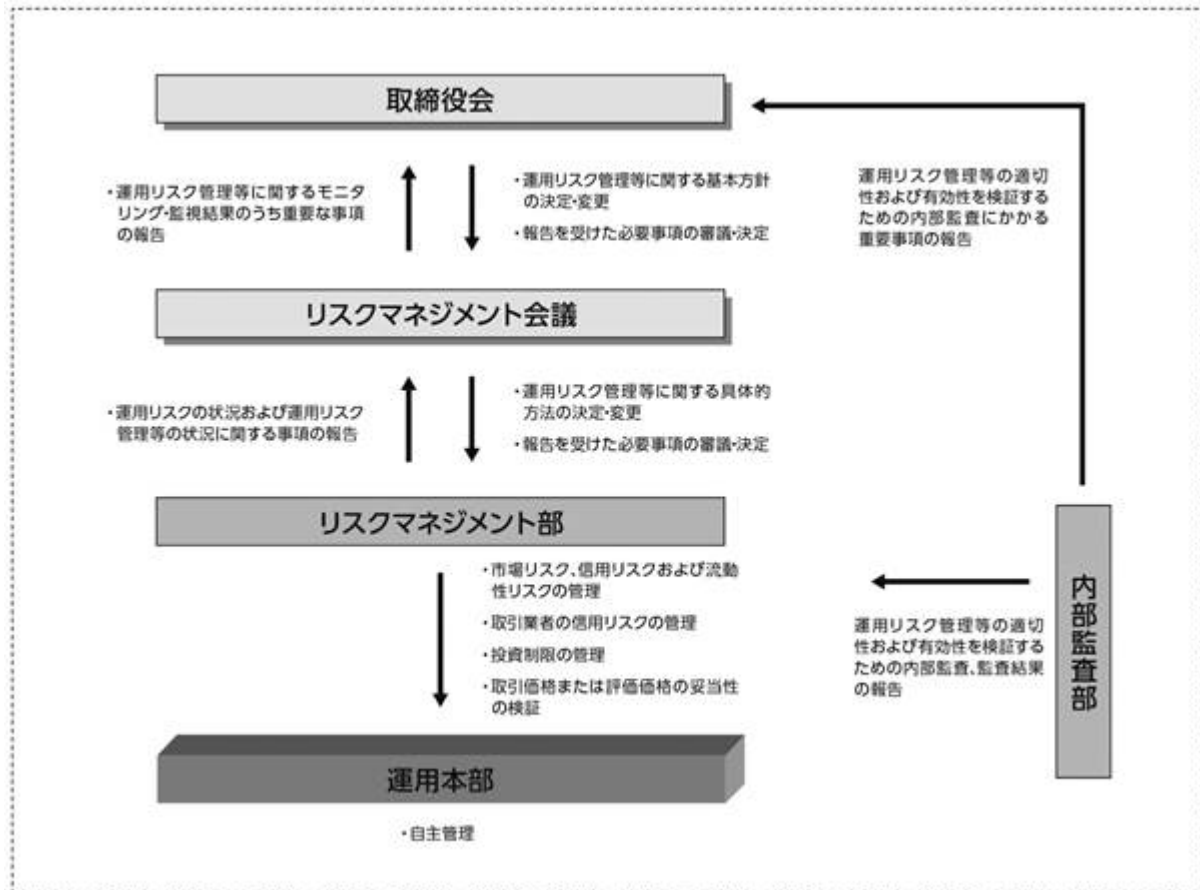 取締役会
・運用リスク管理等に関するモニタ
リング・監視結果のうち重要な事項
の報告
・運用リスク管理等に関する基本方針
の決定・変更
・報告を受けた必要事項の審議・決定
運用リスク管理等の適切
性および有効性を検証する
ための内部監査にかかる
重要事項の報告
リスクマネジメント会議
・運用リスクの状況および運用リスク
管理等の状況に関する事項の報告
・運用リスク管理等に関する具体的
方法の決定・変更
・報告を受けた必要事項の審議・決定
リスクマネジメント部
・市場リスク、信用リスクおよび流動
性リスクの管理
・取引業者の信用リスクの管理
・投資制限の管理
・取引価格または評価価格の妥当性
の検証
運用リスク管理等の適切
性および有効性を検証する
ための内部監査、監査結果
の報告
内部監査部
運用本部
・自主管理